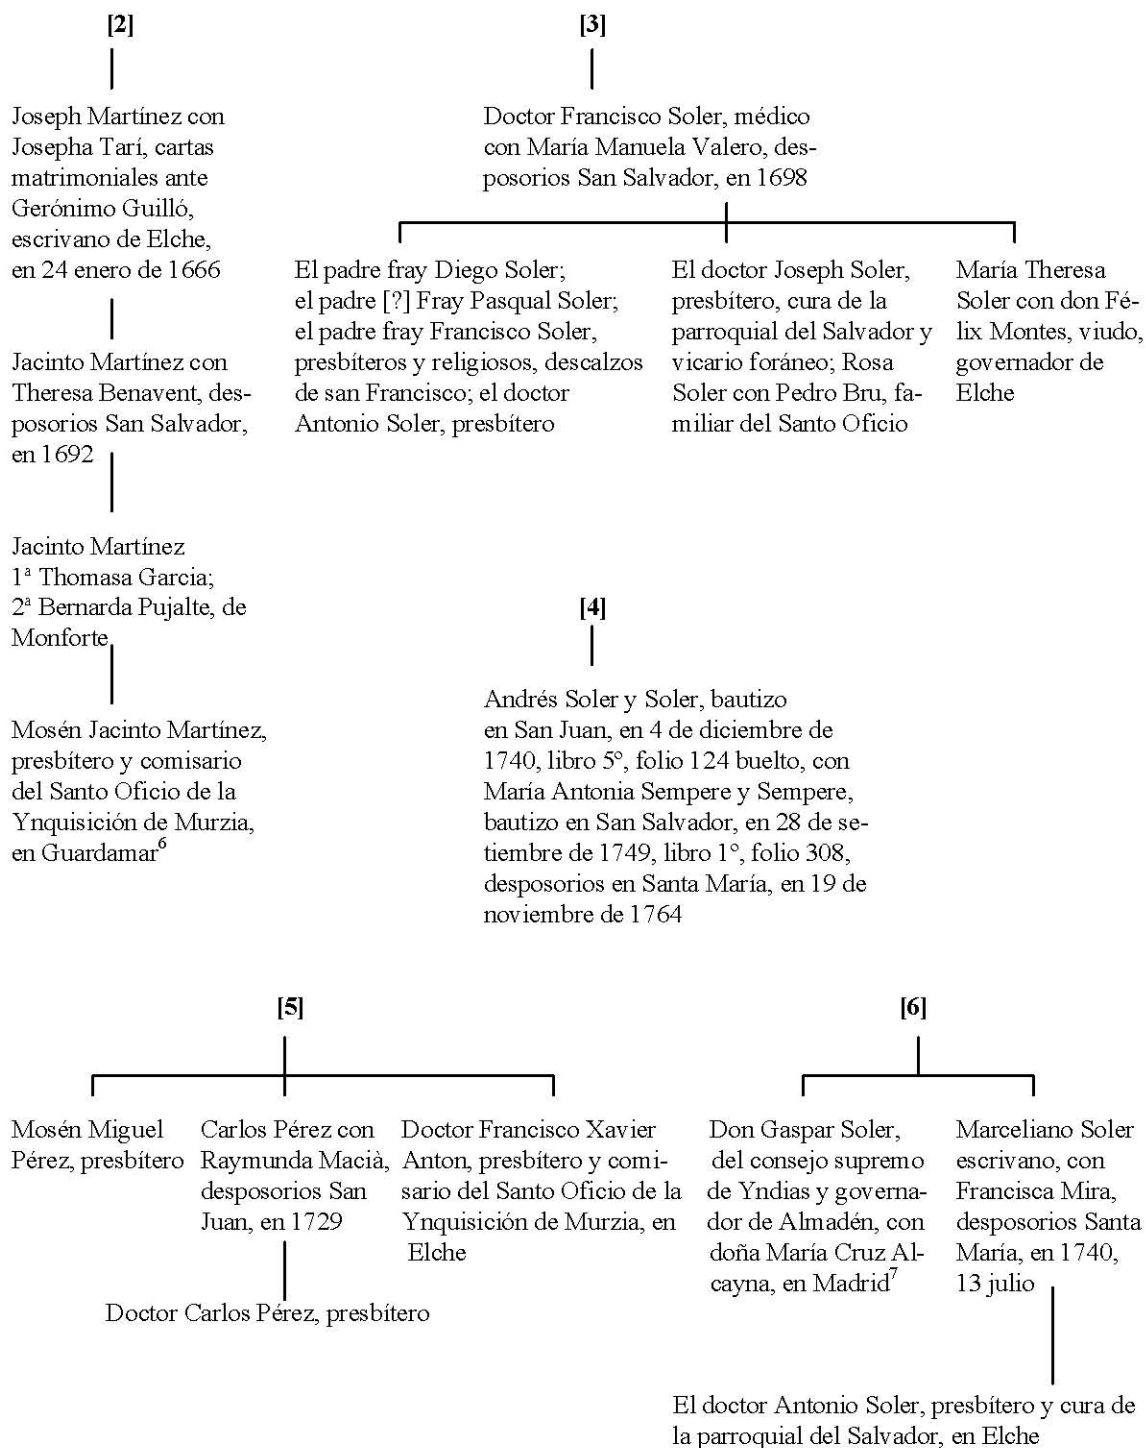 [2]
Joseph Martínez con
Josepha Tarí, cartas
matrimoniales ante
Gerónimo Guilló,
escrivano de Elche,
en 24 enero de 1666
Jacinto Martínez con
Theresa Benavent, des-
posorios San Salvador,
en 1692
Jacinto Martínez
1ª Thomasa Garcia;
2ª Bernarda Pujalte, de
Monforte
Mosén Jacinto Martínez,
presbítero y comisario
del Santo Oficio de la
Ynquisición de Murzia,
en Guardamar6
[3]
Doctor Francisco Soler, médico
con María Manuela Valero, des-
posorios San Salvador, en 1698
El padre fray Diego Soler;
el padre [?] Fray Pasqual Soler;
el padre fray Francisco Soler,
presbíteros y religiosos, descalzos
de san Francisco; el doctor
Antonio Soler, presbítero
El doctor Joseph Soler,
presbítero, cura de la
parroquial del Salvador y
vicario foráneo; Rosa
Soler con Pedro Bru, fa-
miliar del Santo Oficio
María Theresa
Soler con don Fé-
lix Montes, viudo,
governador de
Elche
[4]
Andrés Soler y Soler, bautizo
en San Juan, en 4 de diciembre de
1740, libro 5º, folio 124 buelto, con
María Antonia Sempere y Sempere,
bautizo en San Salvador, en 28 de se-
tiembre de 1749, libro 1º, folio 308,
desposorios en Santa María, en 19 de
noviembre de 1764
[5]
Mosén Miguel
Pérez, presbítero
Carlos Pérez con
Raymunda Macià,
desposorios San
Juan, en 1729
Doctor Francisco Xavier
Anton, presbítero y comi-
sario del Santo Oficio de la
Ynquisición de Murzia, en
Elche
Doctor Carlos Pérez, presbítero
[6]
Don Gaspar Soler,
del consejo supremo
de Yndias y governa-
dor de Almadén, con
doña María Cruz Al-
cayna, en Madrid7
Marceliano Soler
escrivano, con
Francisca Mira,
desposorios Santa
María, en 1740,
13 julio
El doctor Antonio Soler, presbítero y cura de
la parroquial del Salvador, en Elche